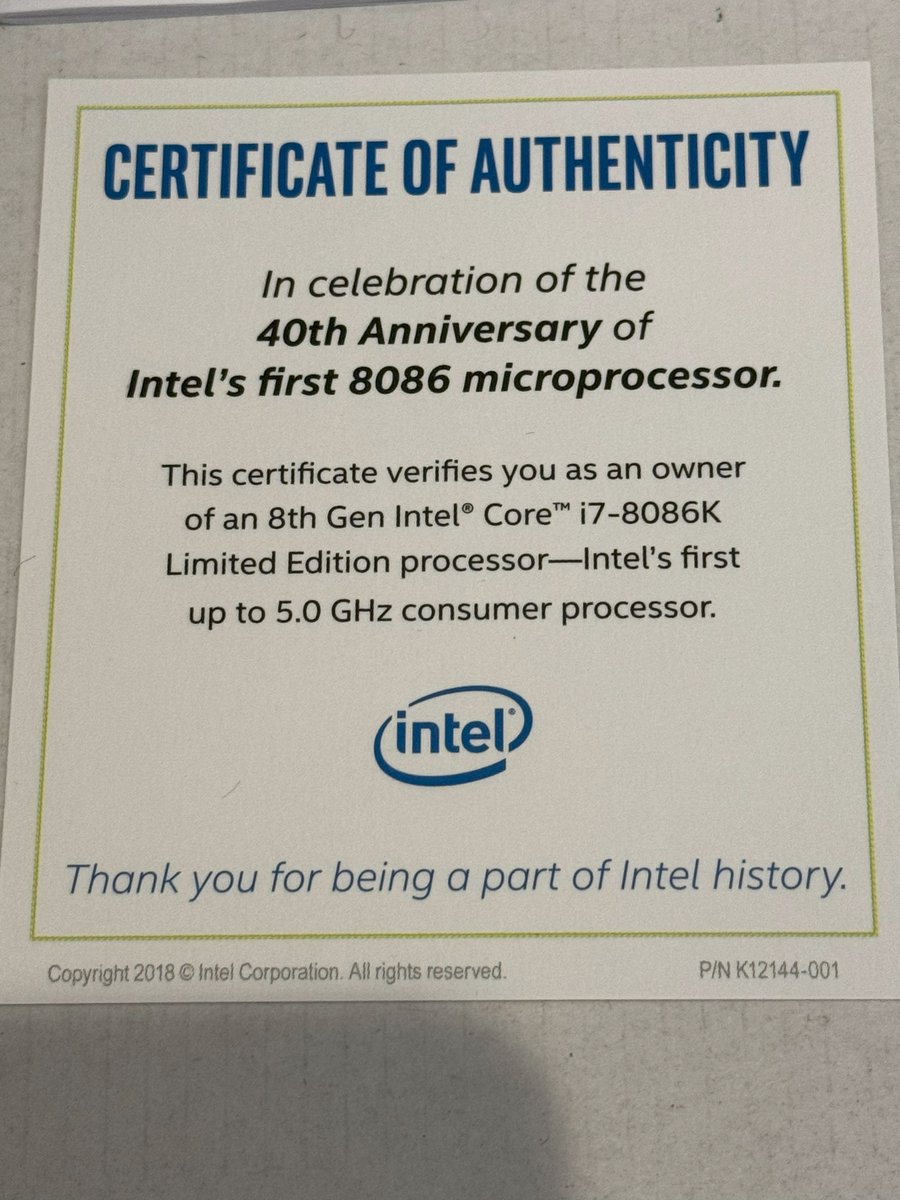 CERTIFICATE OF AUTHENTICITY
In celebration of the
40th Anniversary of
Intel's first 8086 microprocessor.
This certificate verifies you as an owner
of an 8th Gen Intel® Core™ i7-8086K
Limited Edition processor—Intel's first
up to 5.0 GHz consumer processor.
intel®
Thank you for being a part of Intel history.
Copyright 2018 © Intel Corporation. All rights reserved.
P/N K12144-001